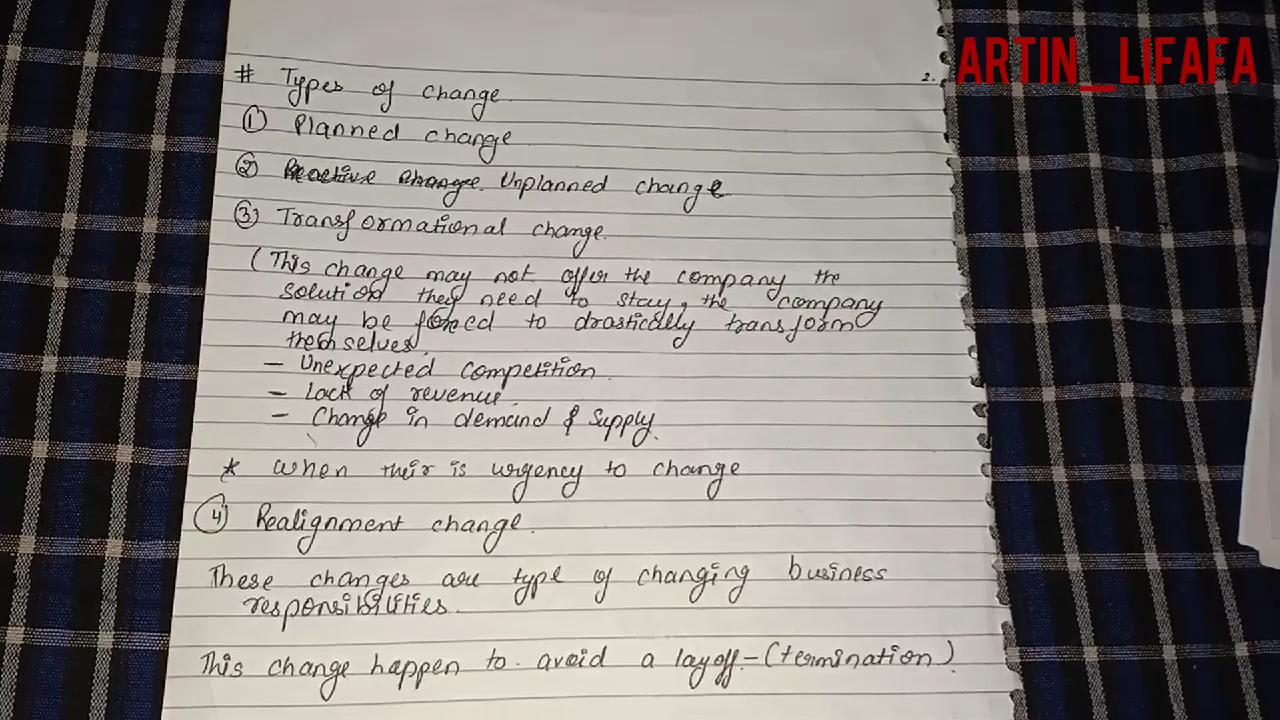 ARTIN_LIFAFA
2.
# Types of change.
① Planned change
② Reactive change. Unplanned change
③ Transformational change.
(This change may not offer the company the
solution they need to stay, the company
may be forced to drastically transform
themselves.
- Unexpected competition.
- Lack of revenue.
- Change in demand & Supply.
* When their is urgency to change
④ Realignment change.
These changes are type of changing business
responsibilities.
This change happen to avoid a layoff.-(termination).